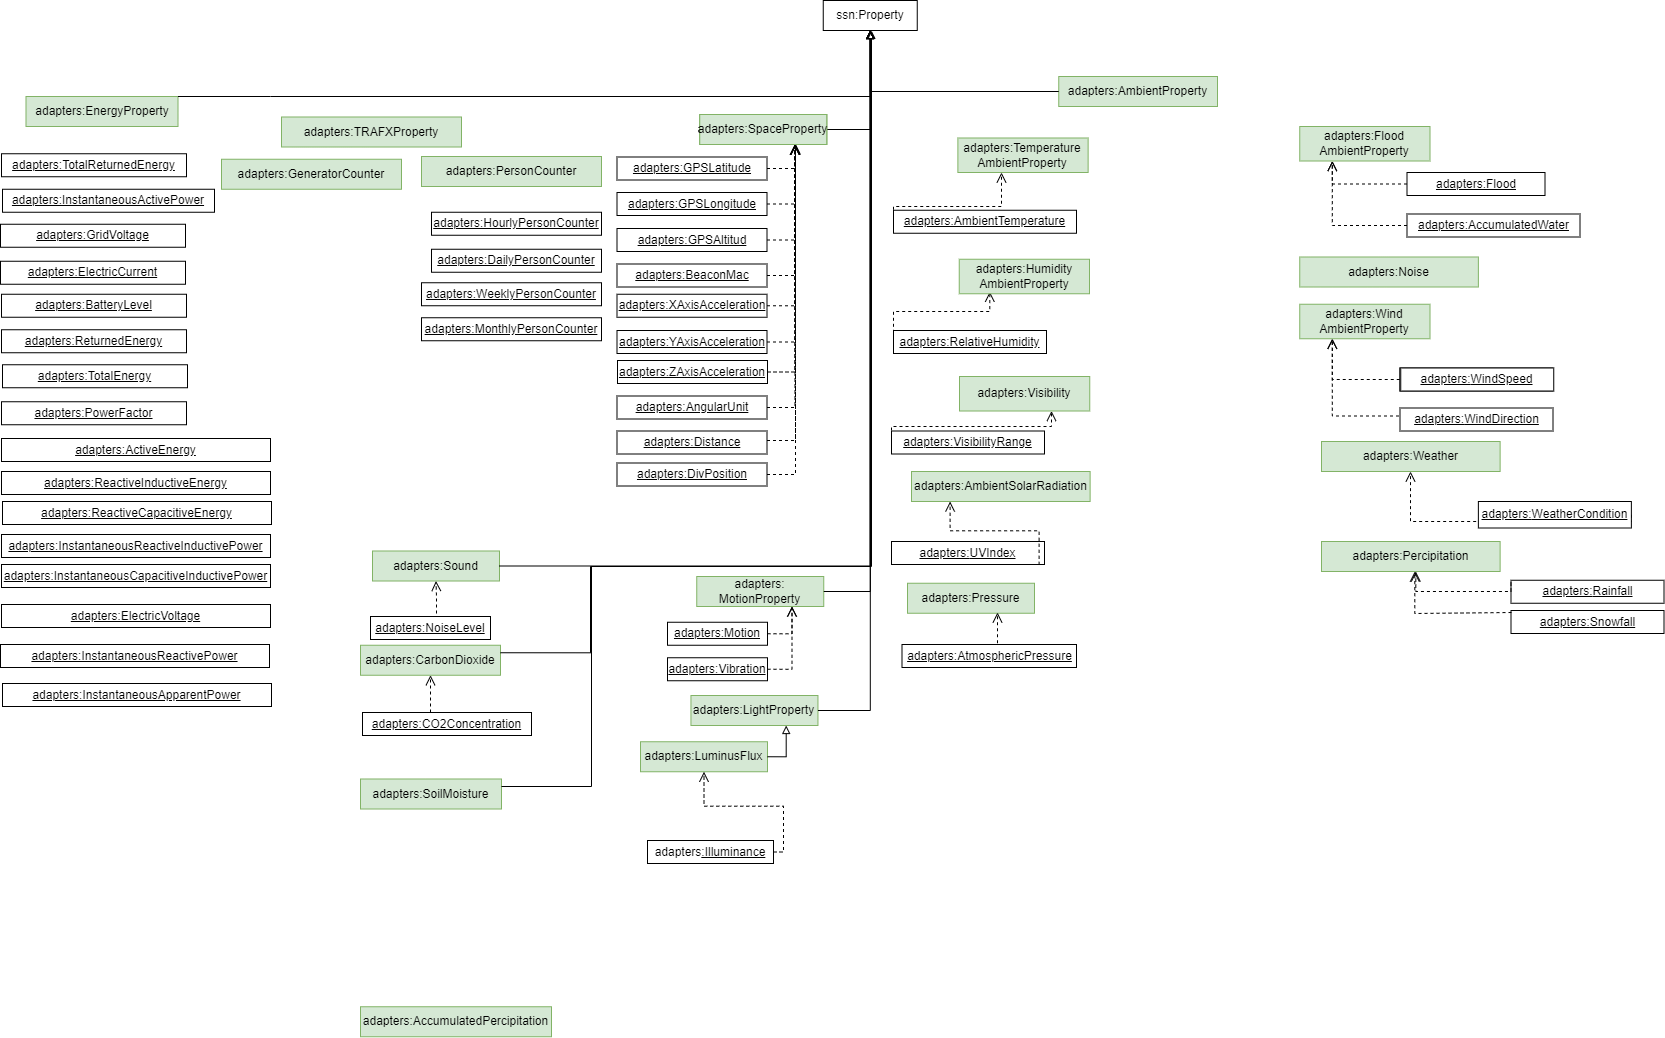 ssn:Property
adapters:EnergyProperty
adapters:TotalReturnedEnergy
adapters:InstantaneousActivePower
adapters:GridVoltage
adapters:ElectricCurrent
adapters:BatteryLevel
adapters:ReturnedEnergy
adapters:TotalEnergy
adapters:PowerFactor
adapters:ActiveEnergy
adapters:ReactiveInductiveEnergy
adapters:ReactiveCapacitiveEnergy
adapters:InstantaneousReactiveInductivePower
adapters:InstantaneousCapacitiveInductivePower
adapters:ElectricVoltage
adapters:InstantaneousReactivePower
adapters:InstantaneousApparentPower
adapters:TRAFXProperty
adapters:GeneratorCounter
adapters:PersonCounter
adapters:HourlyPersonCounter
adapters:DailyPersonCounter
adapters:WeeklyPersonCounter
adapters:MonthlyPersonCounter
adapters:Sound
adapters:NoiseLevel
adapters:CarbonDioxide
adapters:CO2Concentration
adapters:SoilMoisture
adapters:AccumulatedPercipitation
adapters:SpaceProperty
adapters:GPSLatitude
adapters:GPSLongitude
adapters:GPSAltitud
adapters:BeaconMac
adapters:XAxisAcceleration
adapters:YAxisAcceleration
adapters:ZAxisAcceleration
adapters:AngularUnit
adapters:Distance
adapters:DivPosition
adapters:
MotionProperty
adapters:Motion
adapters:Vibration
adapters:LightProperty
adapters:LuminusFlux
adapters:Illuminance
adapters:AmbientProperty
adapters:Temperature
AmbientProperty
adapters:AmbientTemperature
adapters:Humidity
AmbientProperty
adapters:RelativeHumidity
adapters:Visibility
adapters:VisibilityRange
adapters:AmbientSolarRadiation
adapters:UVIndex
adapters:Pressure
adapters:AtmosphericPressure
adapters:Flood
AmbientProperty
adapters:Flood
adapters:AccumulatedWater
adapters:Noise
adapters:Wind
AmbientProperty
adapters:WindSpeed
adapters:WindDirection
adapters:Weather
adapters:WeatherCondition
adapters:Percipitation
adapters:Rainfall
adapters:Snowfall